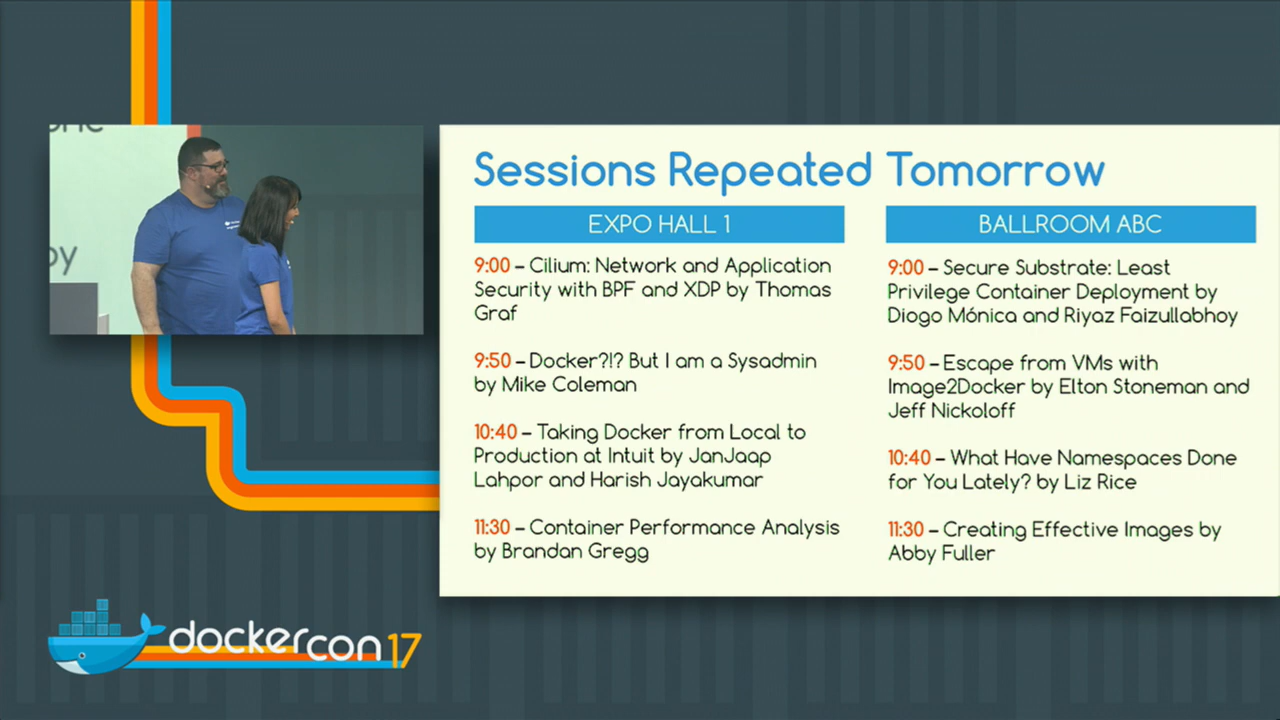 Sessions Repeated Tomorrow
EXPO HALL 1
9:00 – Cilium: Network and Application
Security with BPF and XDP by Thomas
Graf
9:50 – Docker?!? But I am a Sysadmin
by Mike Coleman
10:40 – Taking Docker from Local to
Production at Intuit by JanJaap
Lahpor and Harish Jayakumar
11:30 – Container Performance Analysis
by Brandan Gregg
BALLROOM ABC
9:00 – Secure Substrate: Least
Privilege Container Deployment by
Diogo Mónica and Riyaz Faizullabhoy
9:50 – Escape from VMs with
Image2Docker by Elton Stoneman and
Jeff Nickoloff
10:40 – What Have Namespaces Done
for You Lately? by Liz Rice
11:30 – Creating Effective Images by
Abby Fuller
dockercon 17